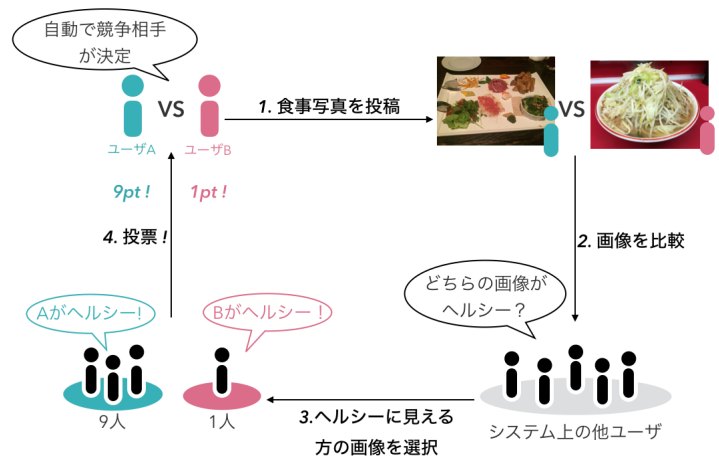 自動で競争相手
が決定
VS
ユーザA
ユーザB
1. 食事写真を投稿
VS
9pt !
1pt !
4. 投票 !
2. 画像を比較
どちらの画像が
ヘルシー？
Aがヘルシー!
Bがヘルシー！
9人
1人
3.ヘルシーに見える
方の画像を選択
システム上の他ユーザ